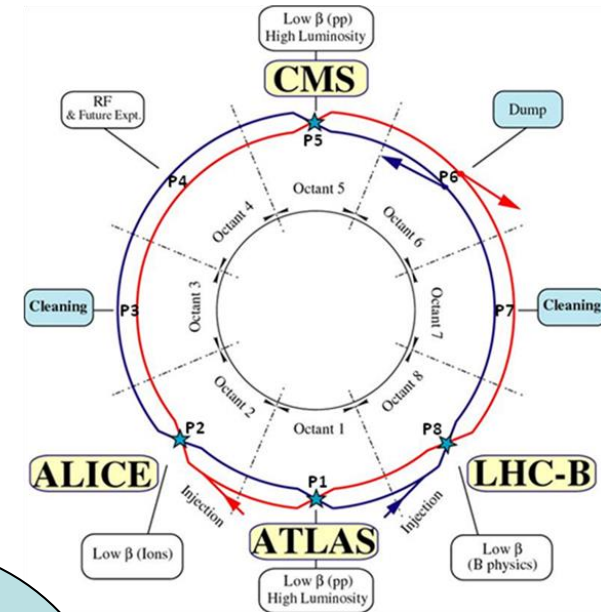 Low β (pp)
High Luminosity
CMS
RF
& Future Expt.
Dump
P5
P4
P6
Octant 5
Octant 4
Octant 6
Cleaning
P3
Octant 3
Octant 7
P7
Cleaning
Octant 2
Octant 8
P2
Octant 1
P8
ALICE
Injection
P1
Injection
LHC-B
ATLAS
Low β (Ions)
Low β
(B physics)
Low β (pp)
High Luminosity